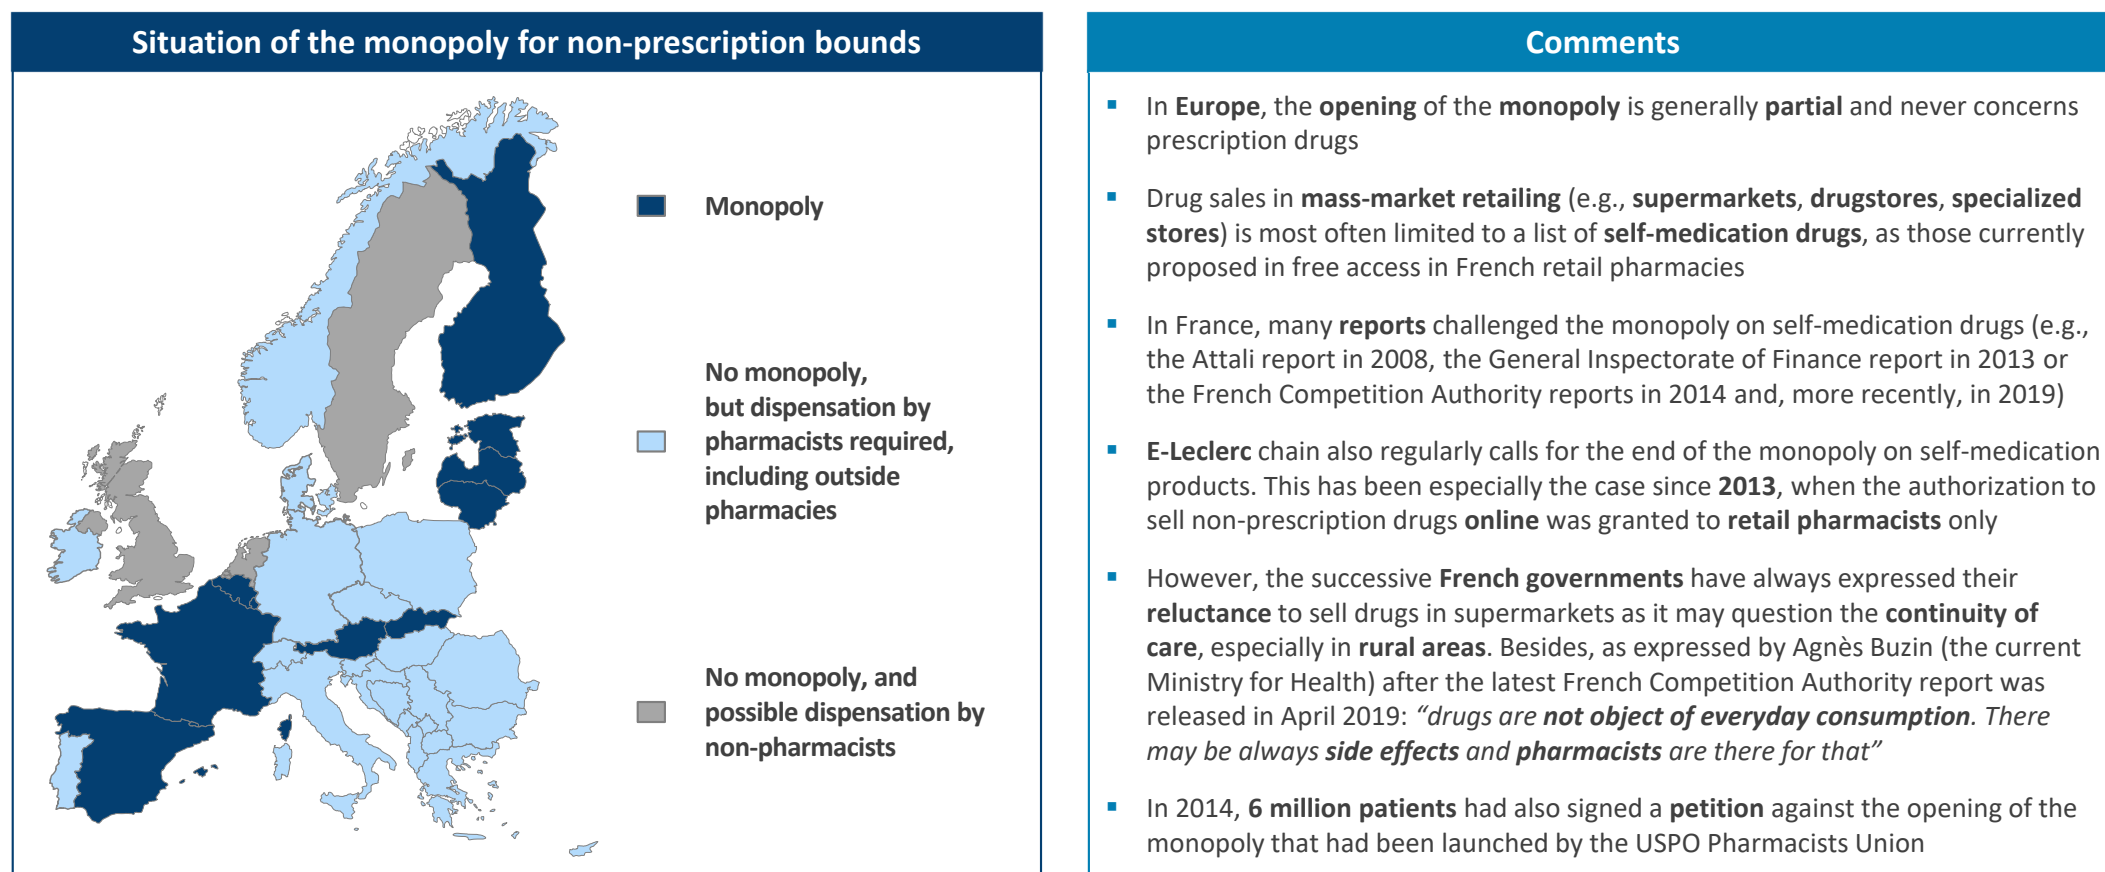 Situation of the monopoly for non-prescription bounds
Monopoly
No monopoly,
but dispensation by
pharmacists required,
including outside
pharmacies
No monopoly, and
possible dispensation by
non-pharmacists
Comments
▪ In Europe, the opening of the monopoly is generally partial and never concerns
prescription drugs
▪ Drug sales in mass-market retailing (e.g., supermarkets, drugstores, specialized
stores) is most often limited to a list of self-medication drugs, as those currently
proposed in free access in French retail pharmacies
▪ In France, many reports challenged the monopoly on self-medication drugs (e.g.,
the Attali report in 2008, the General Inspectorate of Finance report in 2013 or
the French Competition Authority reports in 2014 and, more recently, in 2019)
▪ E-Leclerc chain also regularly calls for the end of the monopoly on self-medication
products. This has been especially the case since 2013, when the authorization to
sell non-prescription drugs online was granted to retail pharmacists only
▪ However, the successive French governments have always expressed their
reluctance to sell drugs in supermarkets as it may question the continuity of
care, especially in rural areas. Besides, as expressed by Agnès Buzin (the current
Ministry for Health) after the latest French Competition Authority report was
released in April 2019: “drugs are not object of everyday consumption. There
may be always side effects and pharmacists are there for that”
▪ In 2014, 6 million patients had also signed a petition against the opening of the
monopoly that had been launched by the USPO Pharmacists Union